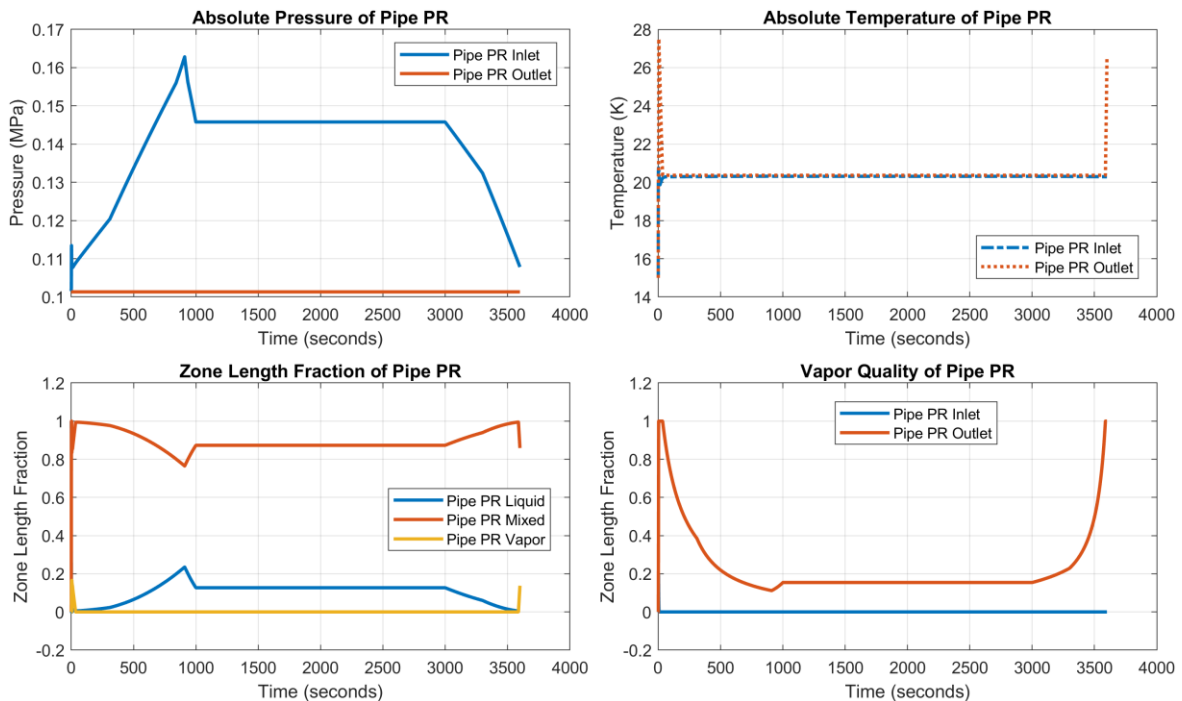 Absolute Pressure of Pipe PR
0.17
0.16
0.15
0.14
0.13
0.12
0.11
0.1
Pressure (MPa)
Pipe PR Inlet
Pipe PR Outlet
0 500 1000 1500 2000 2500 3000 3500 4000
Time (seconds)
Absolute Temperature of Pipe PR
28
26
24
22
20
18
16
14
Temperature (K)
Pipe PR Inlet
Pipe PR Outlet
0 500 1000 1500 2000 2500 3000 3500 4000
Time (seconds)
Zone Length Fraction of Pipe PR
1.2
1
0.8
0.6
0.4
0.2
0
-0.2
Zone Length Fraction
Pipe PR Liquid
Pipe PR Mixed
Pipe PR Vapor
0 500 1000 1500 2000 2500 3000 3500 4000
Time (seconds)
Vapor Quality of Pipe PR
1.2
1
0.8
0.6
0.4
0.2
0
-0.2
Zone Length Fraction
Pipe PR Inlet
Pipe PR Outlet
0 500 1000 1500 2000 2500 3000 3500 4000
Time (seconds)